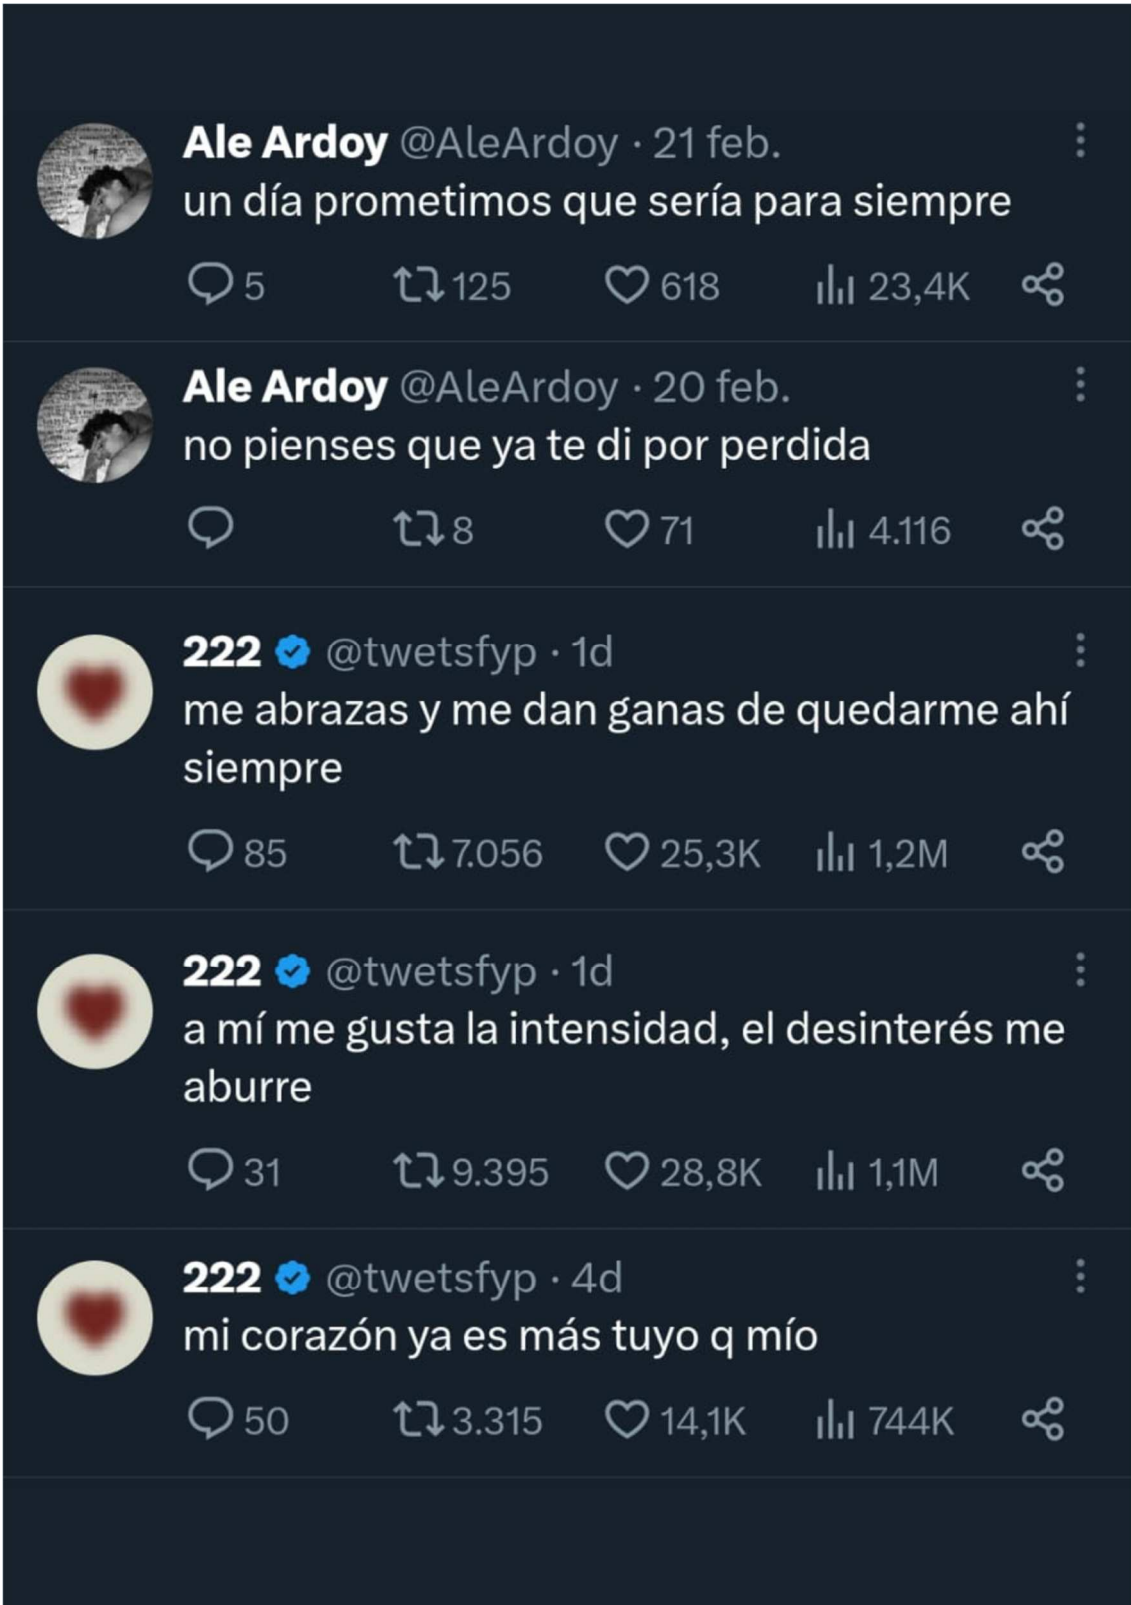 Ale Ardoy @AleArdoy · 21 feb.
un día prometimos que sería para siempre
5 125 618 23,4K
Ale Ardoy @AleArdoy · 20 feb.
no pienses que ya te di por perdida
8 71 4.116
222 @twetsfyp · 1d
me abrazas y me dan ganas de quedarme ahí
siempre
85 7.056 25,3K 1,2M
222 @twetsfyp · 1d
a mí me gusta la intensidad, el desinterés me
aburre
31 9.395 28,8K 1,1M
222 @twetsfyp · 4d
mi corazón ya es más tuyo q mío
50 3.315 14,1K 744K